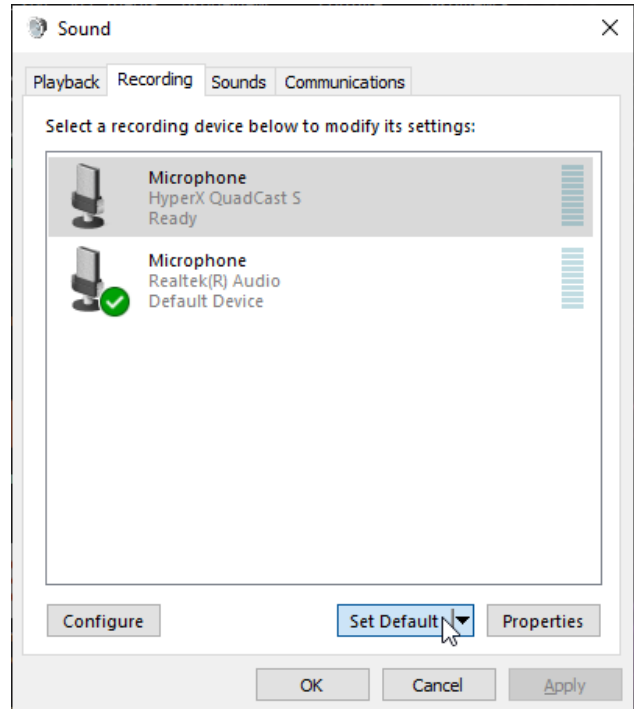 Sound
Playback Recording Sounds Communications
Select a recording device below to modify its settings:
Microphone
HyperX QuadCast S
Ready
Microphone
Realtek(R) Audio
Default Device
Configure Set Default Properties
OK Cancel Apply